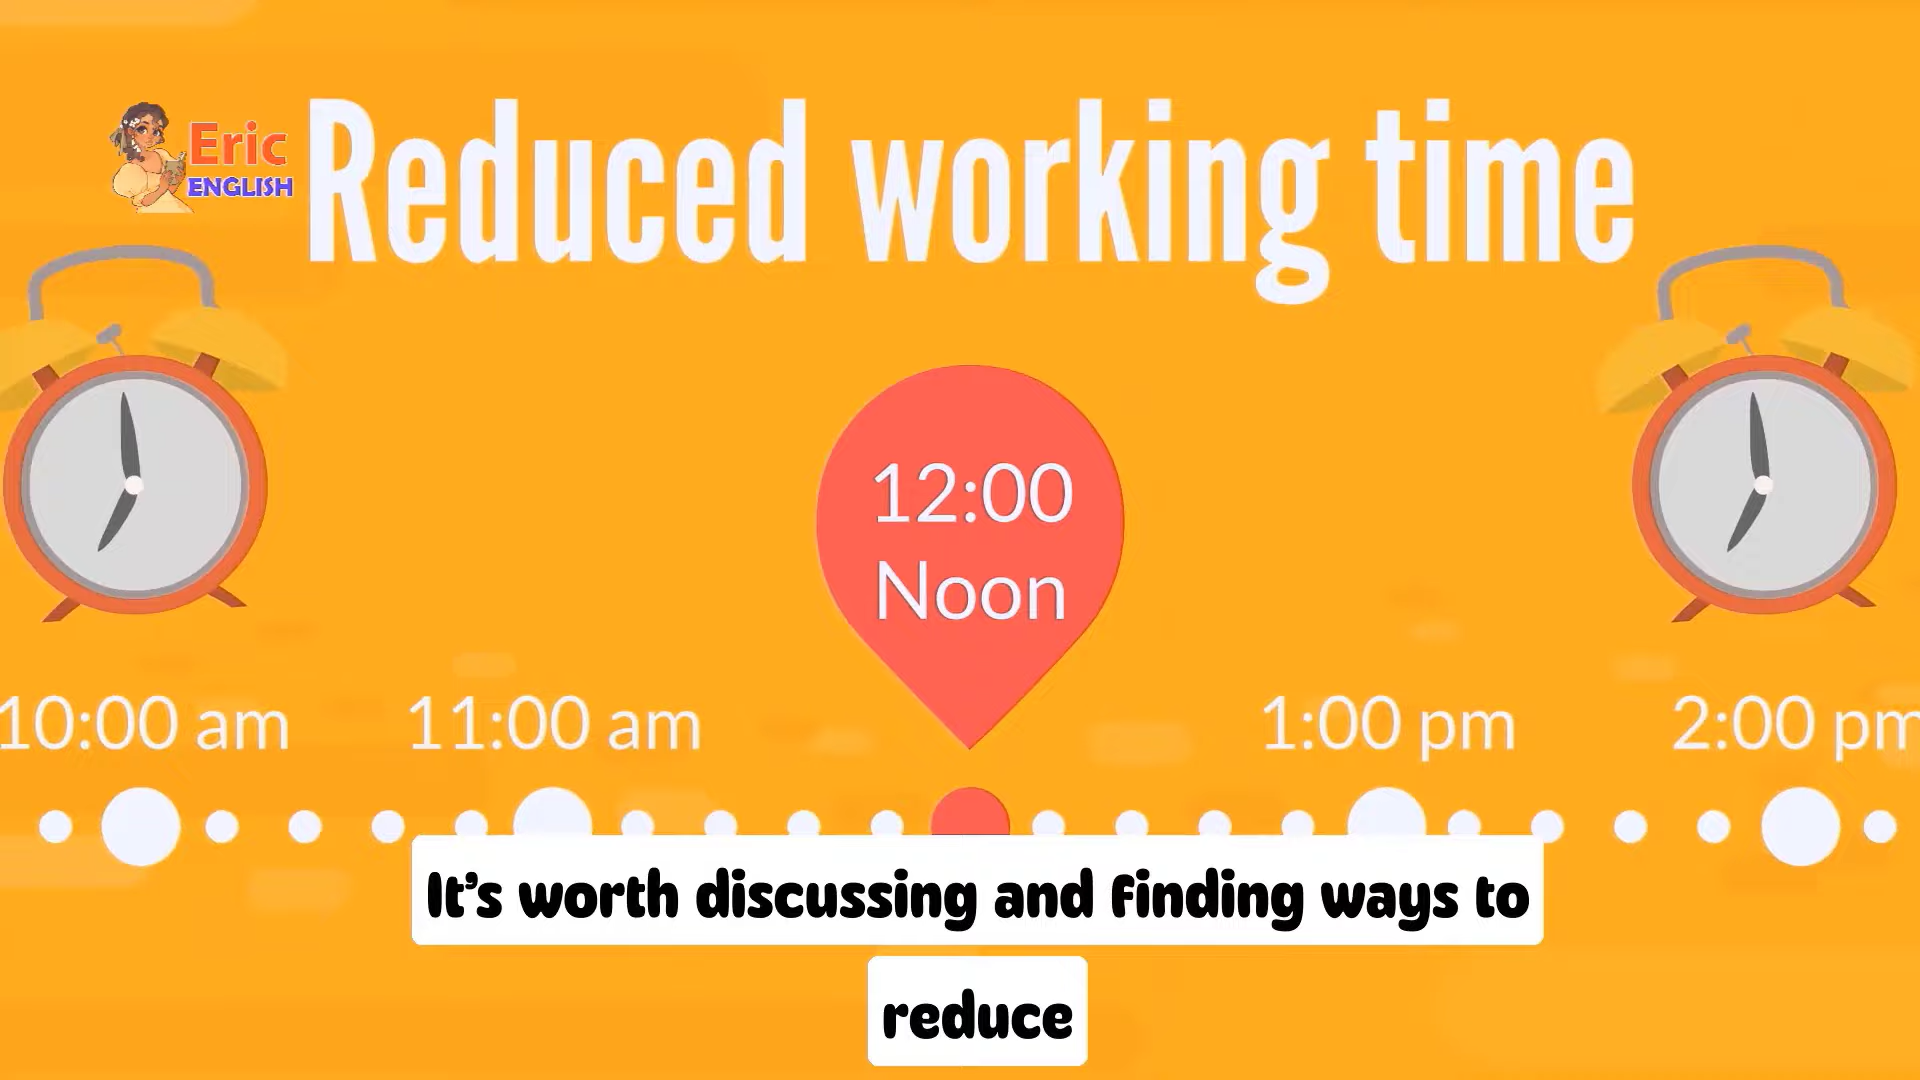 Eric
ENGLISH
Reduced working time
12:00
Noon
10:00 am
11:00 am
1:00 pm
2:00 pm
It's worth discussing and finding ways to
reduce